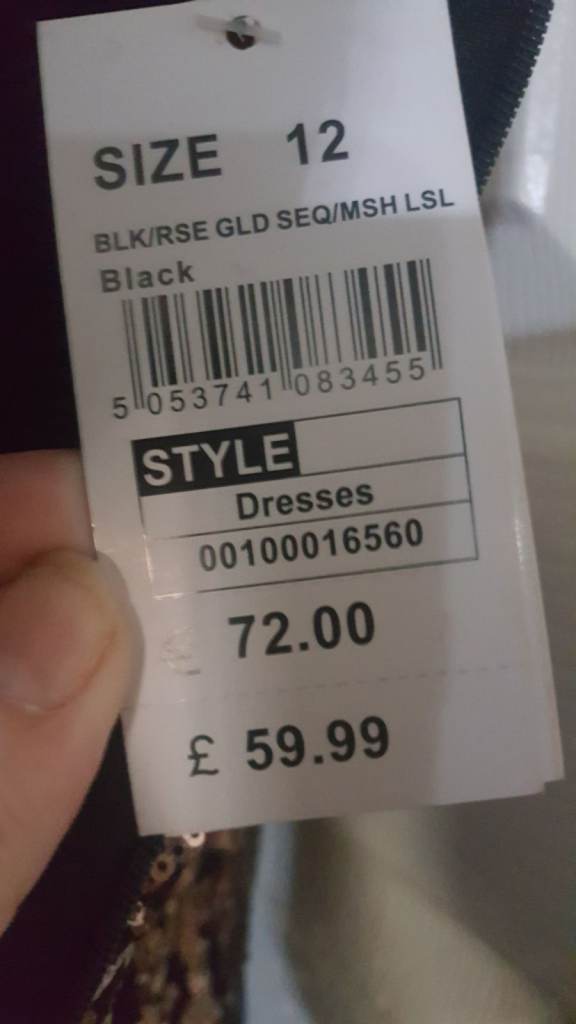 SIZE 12
BLK/RSE GLD SEQ/MSH LSL
Black
5 053741 083455
STYLE
Dresses
00100016560
€ 72.00
£ 59.99